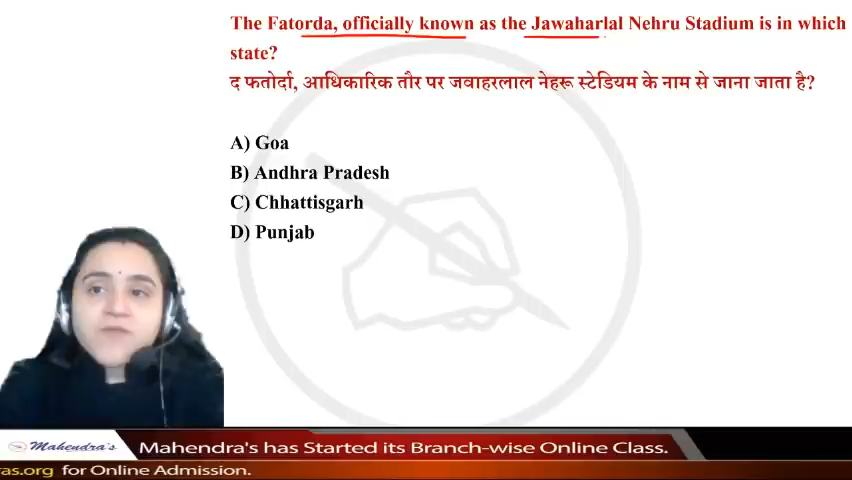 The Fatorda, officially known as the Jawaharlal Nehru Stadium is in which
state?
द फतोर्दा, आधिकारिक तौर पर जवाहरलाल नेहरू स्टेडियम के नाम से जाना जाता है?
A) Goa
B) Andhra Pradesh
C) Chhattisgarh
D) Punjab
Mahendra's
Mahendra's has Started its Branch-wise Online Class.
as.org for Online Admission.